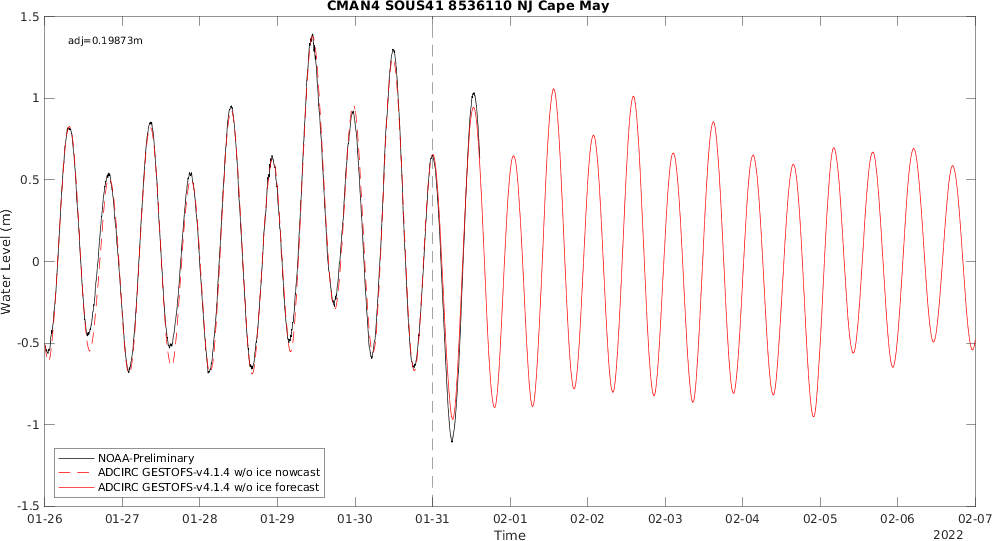 CMAN4 SOUS41 8536110 NJ Cape May
adj=0.19873m
1.5
1
0.5
0
-0.5
-1
-1.5
Water Level (m)
NOAA-Preliminary
ADCIRC GESTOFS-v4.1.4 w/o ice nowcast
ADCIRC GESTOFS-v4.1.4 w/o ice forecast
01-26 01-27 01-28 01-29 01-30 01-31 02-01 02-02 02-03 02-04 02-05 02-06 02-07
Time
2022